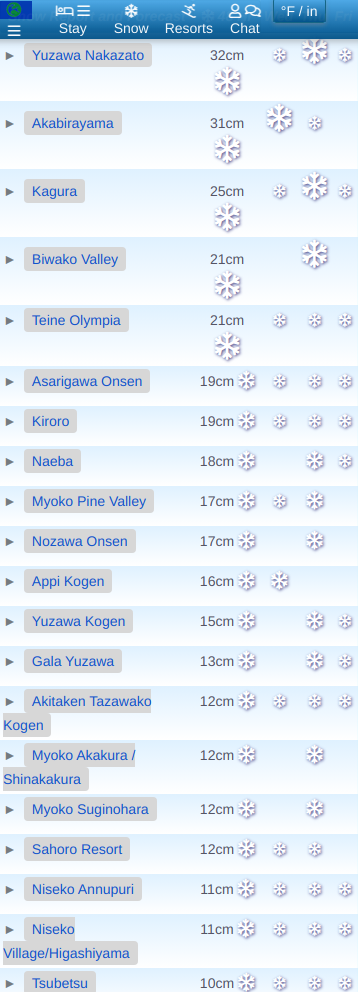 °F / in
Stay Snow Resorts Chat
► Yuzawa Nakazato 32cm
► Akabirayama 31cm
► Kagura 25cm
► Biwako Valley 21cm
► Teine Olympia 21cm
► Asarigawa Onsen 19cm
► Kiroro 19cm
► Naeba 18cm
► Myoko Pine Valley 17cm
► Nozawa Onsen 17cm
► Appi Kogen 16cm
► Yuzawa Kogen 15cm
► Gala Yuzawa 13cm
► Akitaken Tazawako 12cm
Kogen
► Myoko Akakura / 12cm
Shinakakura
► Myoko Suginohara 12cm
► Sahoro Resort 12cm
► Niseko Annupuri 11cm
► Niseko 11cm
Village/Higashiyama
► Tsubetsu 10cm